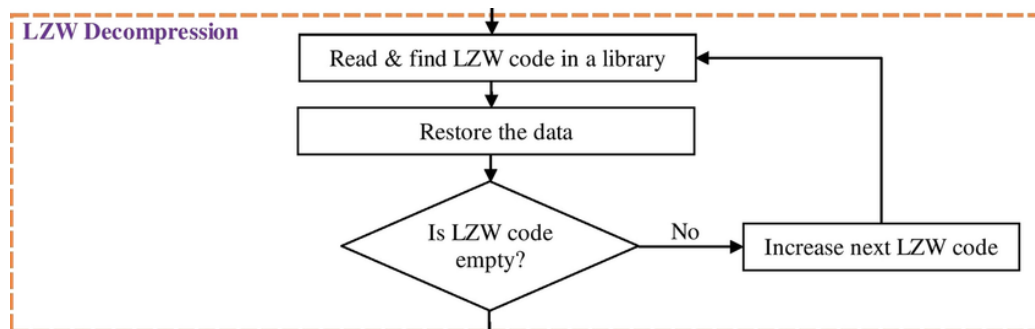 LZW Decompression
Read & find LZW code in a library
Restore the data
Is LZW code
empty?
No
Increase next LZW code